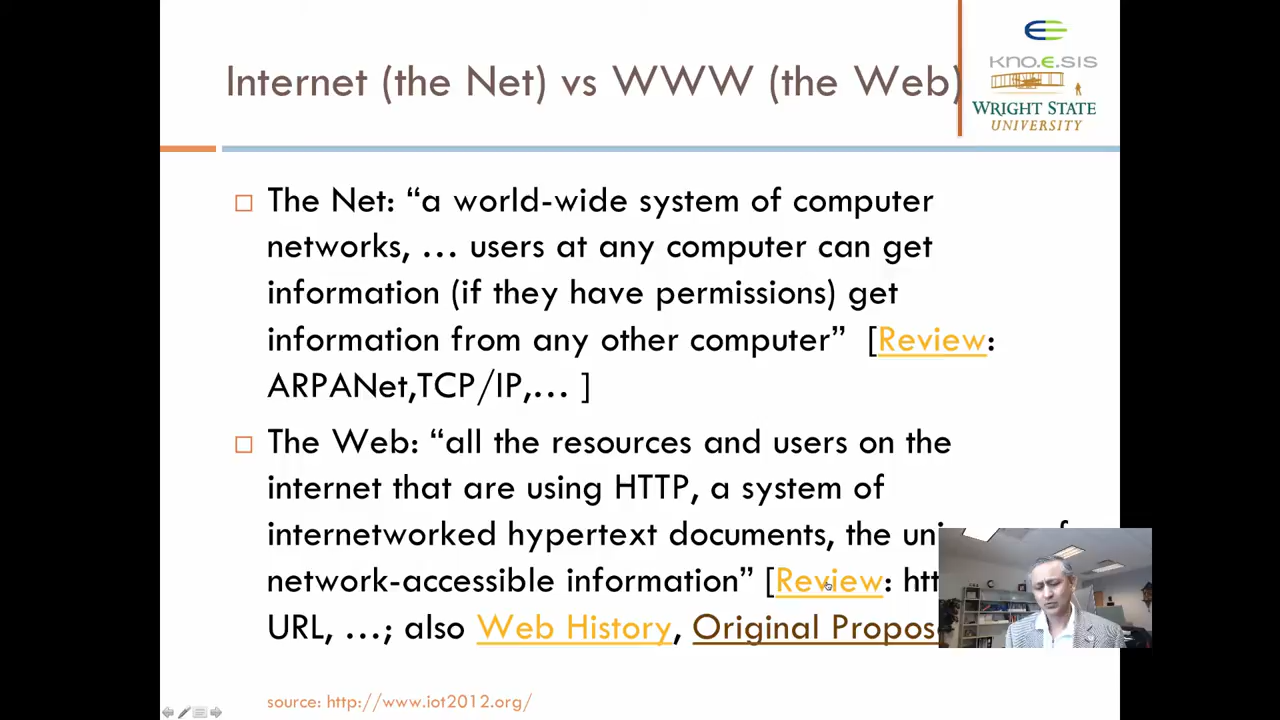 Internet (the Net) vs WWW (the Web)
KNO.E.SIS
WRIGHT STATE
UNIVERSITY
The Net: “a world-wide system of computer
networks, … users at any computer can get
information (if they have permissions) get
information from any other computer” [Review:
ARPANet,TCP/IP,… ]
The Web: “all the resources and users on the
internet that are using HTTP, a system of
internetworked hypertext documents, the
network-accessible information” [Review:
URL, …; also Web History, Original
source: http://www.iot2012.org/